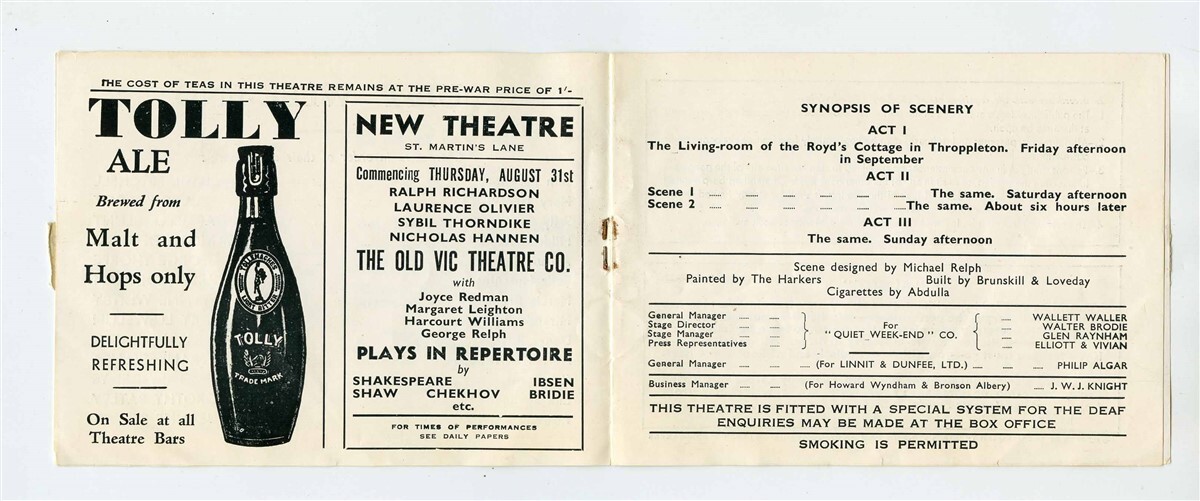 THE COST OF TEAS IN THIS THEATRE REMAINS AT THE PRE-WAR PRICE OF 1/-
TOLLY
ALE
Brewed from
Malt and
Hops only
DELIGHTFULLY
REFRESHING
On Sale at all
Theatre Bars
TOLLEMACHES
LIGHT BITTER
TOLLY
TRADE MARK
NEW THEATRE
ST. MARTIN'S LANE
Commencing THURSDAY, AUGUST 31st
RALPH RICHARDSON
LAURENCE OLIVIER
SYBIL THORNDIKE
NICHOLAS HANNEN
THE OLD VIC THEATRE CO.
with
Joyce Redman
Margaret Leighton
Harcourt Williams
George Relph
PLAYS IN REPERTOIRE
by
SHAKESPEARE IBSEN
SHAW CHEKHOV BRIDIE
etc.
FOR TIMES OF PERFORMANCES
SEE DAILY PAPERS
SYNOPSIS OF SCENERY
ACT I
The Living-room of the Royd's Cottage in Throppleton. Friday afternoon
in September
ACT II
Scene 1 ...... ...... ...... ...... ...... ...... The same. Saturday afternoon
Scene 2 ...... ...... ...... ...... ...... ......The same. About six hours later
ACT III
The same. Sunday afternoon
Scene designed by Michael Relph
Painted by The Harkers Built by Brunskill & Loveday
Cigarettes by Abdulla
General Manager ...... ...... WALLETT WALLER
Stage Director ...... ...... For ...... WALTER BRODIE
Stage Manager ...... ...... "QUIET WEEK-END" CO. ...... GLEN RAYNHAM
Press Representatives ...... ...... ELLIOTT & VIVIAN
General Manager ...... ...... ...... (For LINNIT & DUNFEE, LTD.) ...... ...... ...... PHILIP ALGAR
Business Manager ...... ...... (For Howard Wyndham & Bronson Albery) ...... J. W. J. KNIGHT
THIS THEATRE IS FITTED WITH A SPECIAL SYSTEM FOR THE DEAF
ENQUIRIES MAY BE MADE AT THE BOX OFFICE
SMOKING IS PERMITTED